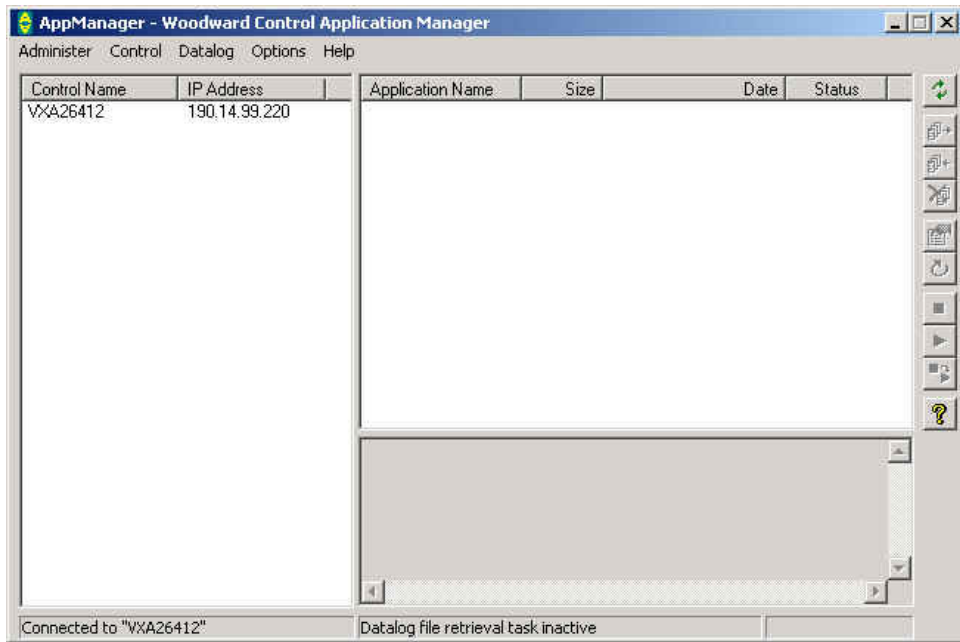 AppManager - Woodward Control Application Manager
Administer Control Datalog Options Help
Control Name IP Address Application Name Size Date Status
VXA26412 190.14.99.220
?
Connected to "VXA26412" Datalog file retrieval task inactive